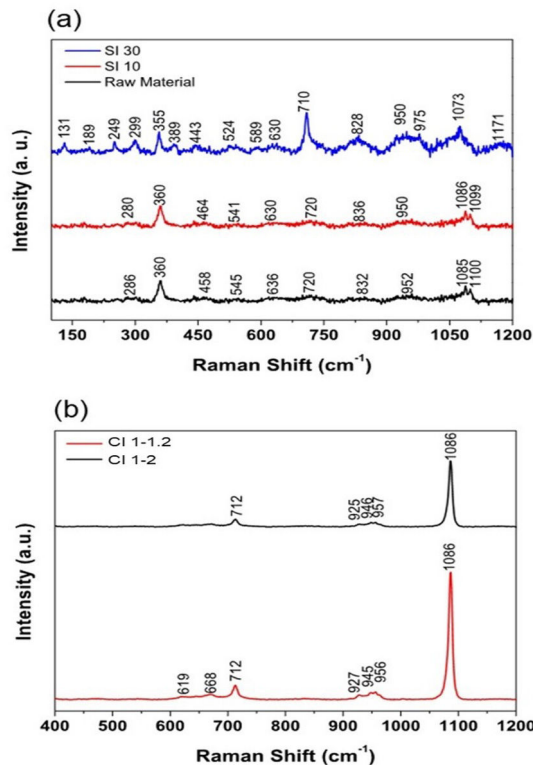 (a)
SI 30
SI 10
Raw Material
131 189 249 299 355 389 443 524 589 630 710 828 950 975 1073 1171
280 360 464 541 630 720 836 950 1086 1099
286 360 458 545 636 720 832 952 1085 1100
Intensity (a. u.)
150 300 450 600 750 900 1050 1200
Raman Shift (cm⁻¹)
(b)
CI 1-1.2
CI 1-2
712 925 946 957 1086
619 668 712 927 945 956 1086
Intensity (a.u.)
400 500 600 700 800 900 1000 1100 1200
Raman Shift (cm⁻¹)